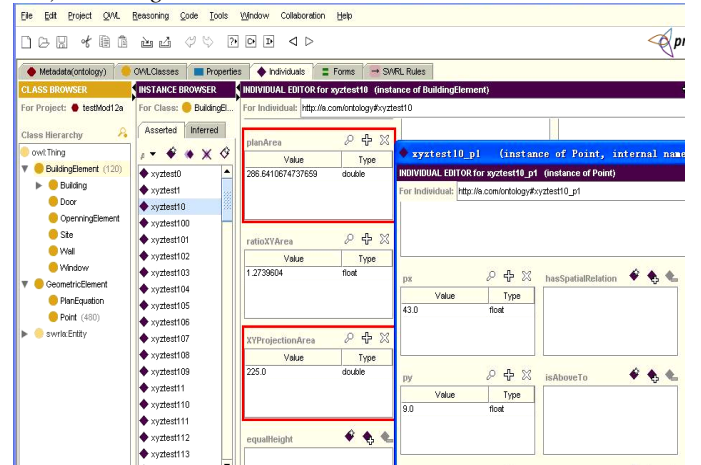 File Edit Project OWL Reasoning Code Tools Window Collaboration Help
Metadata(ontology) OWLClasses Properties Individuals Forms SWRL Rules
CLASS BROWSER
For Project: testMod12a
Class Hierarchy
owl:Thing
BuildingElement (120)
Building
Door
OpenningElement
Site
Wall
Window
GeometricElement
PlanEquation
Point (480)
swrla:Entity
INSTANCE BROWSER
For Class: BuildingEl...
Asserted Inferred
xyztest0
xyztest1
xyztest10
xyztest100
xyztest101
xyztest102
xyztest103
xyztest104
xyztest105
xyztest106
xyztest107
xyztest108
xyztest109
xyztest11
xyztest110
xyztest111
xyztest112
xyztest113
INDIVIDUAL EDITOR for xyztest10 (instance of BuildingElement)
For Individual: http://a.com/ontology#xyztest10
planArea
Value Type
286.6410674737659 double
ratioXYArea
Value Type
1.2739604 float
XYProjectionArea
Value Type
225.0 double
equalHeight
xyztest10_p1 (instance of Point, internal name
INDIVIDUAL EDITOR for xyztest10_p1 (instance of Point)
For Individual: http://a.com/ontology#xyztest10_p1
px hasSpatialRelation
Value Type
43.0 float
py isAboveTo
Value Type
9.0 float